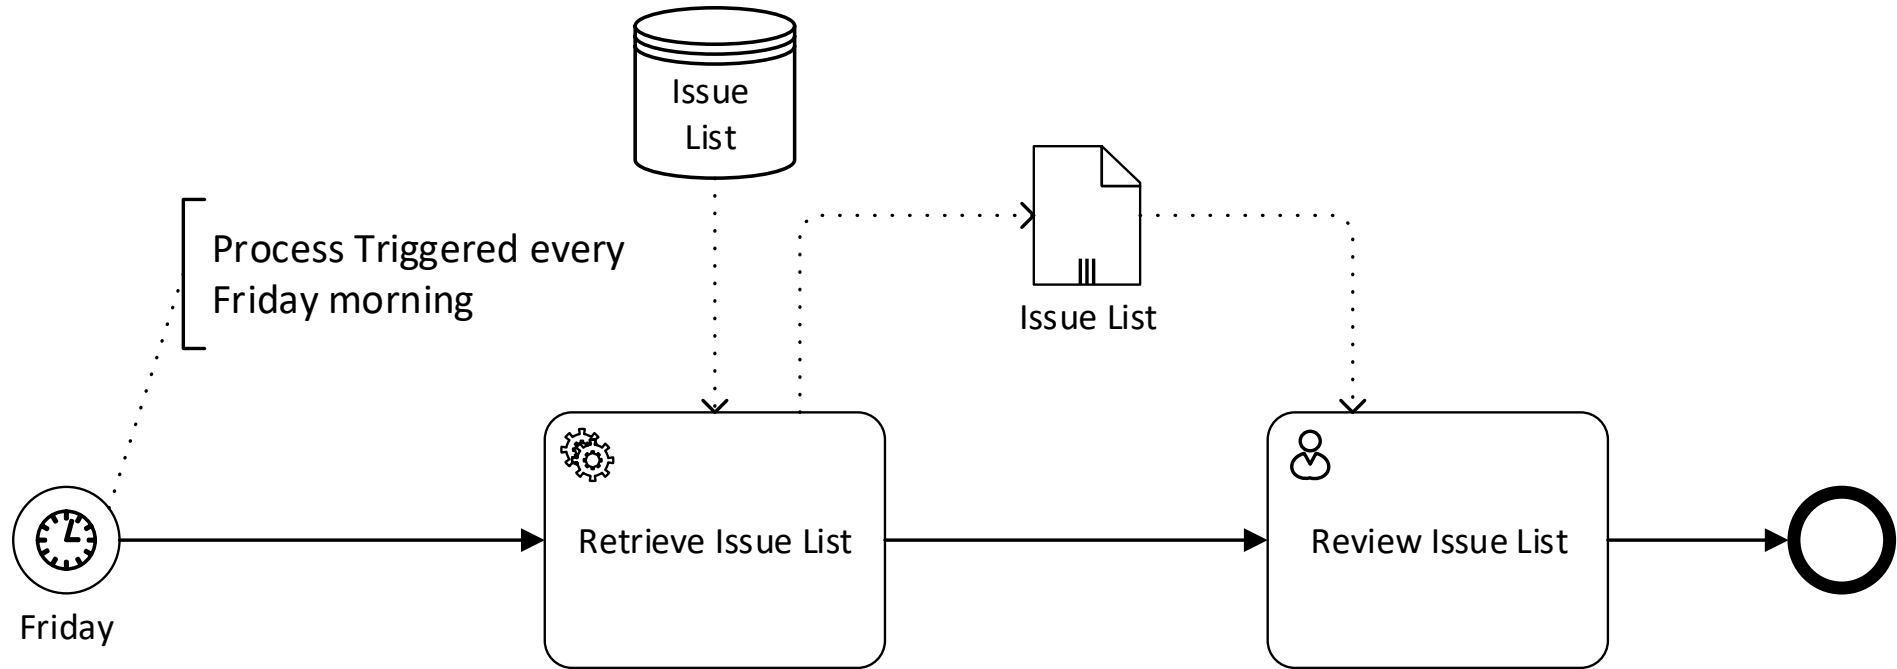 Issue
List
Process Triggered every
Friday morning
Issue List
Retrieve Issue List
Review Issue List
Friday